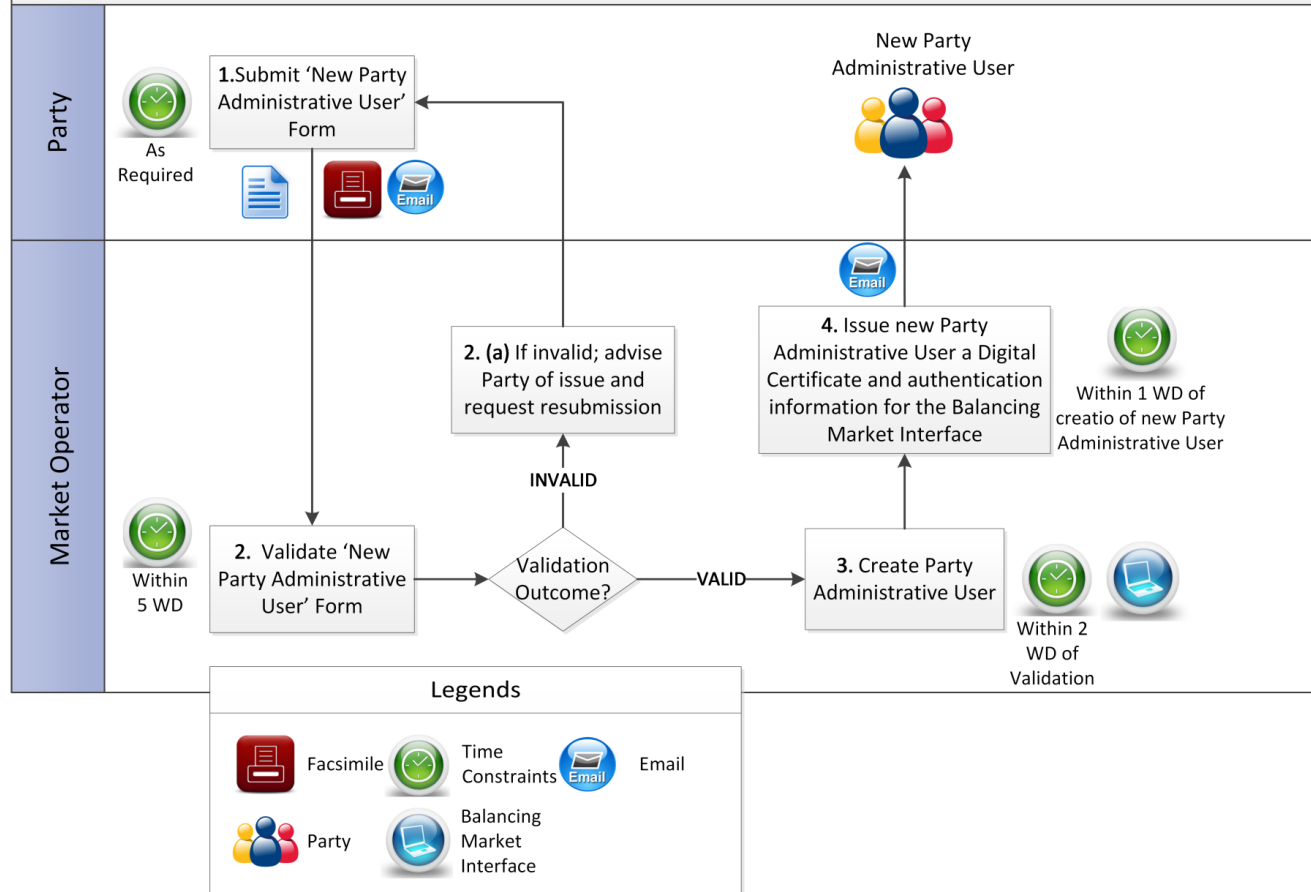 Party
1.Submit ‘New Party
Administrative User’
Form
As
Required
Email
New Party
Administrative User
Market Operator
Email
2. (a) If invalid; advise
Party of issue and
request resubmission
4. Issue new Party
Administrative User a Digital
Certificate and authentication
information for the Balancing
Market Interface
Within 1 WD of
creatio of new Party
Administrative User
INVALID
Within
5 WD
2. Validate ‘New
Party Administrative
User’ Form
Validation
Outcome?
VALID
3. Create Party
Administrative User
Within 2
WD of
Validation
Legends
Facsimile
Time
Constraints
Email
Email
Party
Balancing
Market
Interface